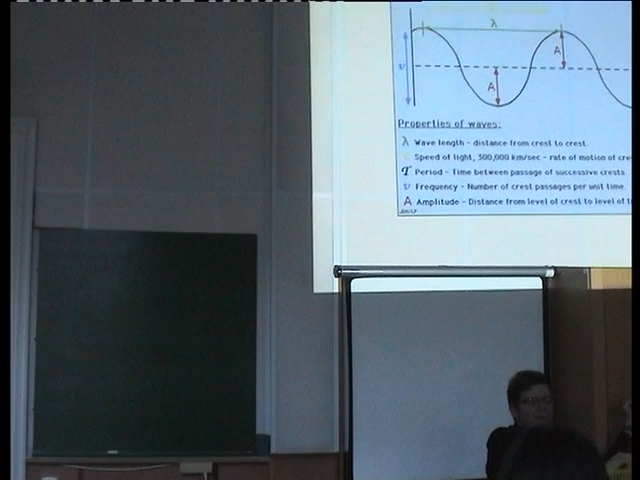 λ
A
υ
A
Properties of waves:
λ Wave length - distance from crest to crest.
Speed of light, 300,000 km/sec - rate of motion of cre
T Period - Time between passage of successive crests.
υ Frequency - Number of crest passages per unit time.
A Amplitude - Distance from level of crest to level of t